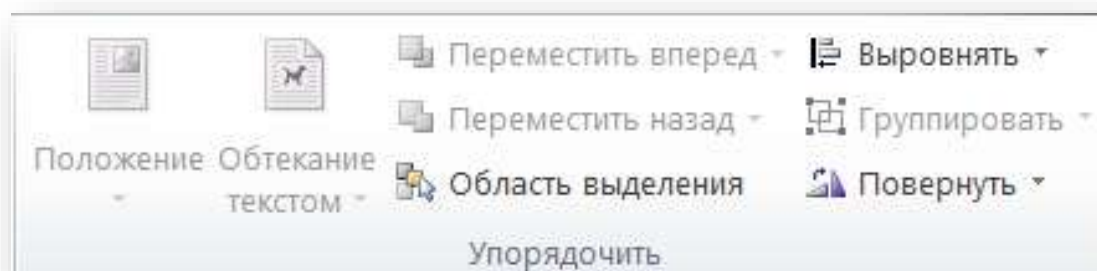 Положение
Обтекание
текстом
Переместить вперед
Переместить назад
Область выделения
Выровнять
Группировать
Повернуть
Упорядочить